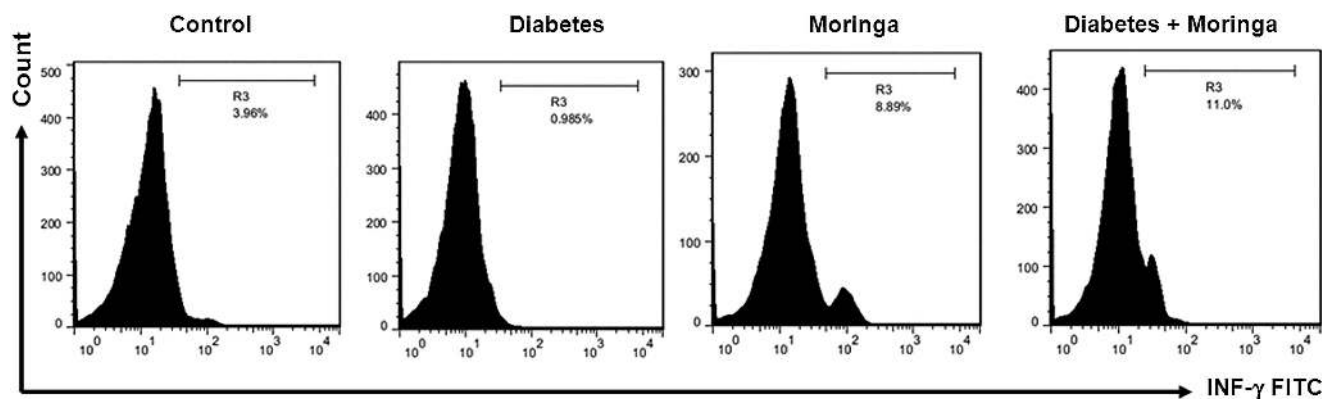 Control
Diabetes
Moringa
Diabetes + Moringa
Count
500
400
300
200
100
0
R3
3.96%
10⁰ 10¹ 10² 10³ 10⁴
400
300
200
100
0
R3
0.985%
10⁰ 10¹ 10² 10³ 10⁴
300
200
100
0
R3
8.89%
10⁰ 10¹ 10² 10³ 10⁴
400
300
200
100
0
R3
11.0%
10⁰ 10¹ 10² 10³ 10⁴
INF-γ FITC